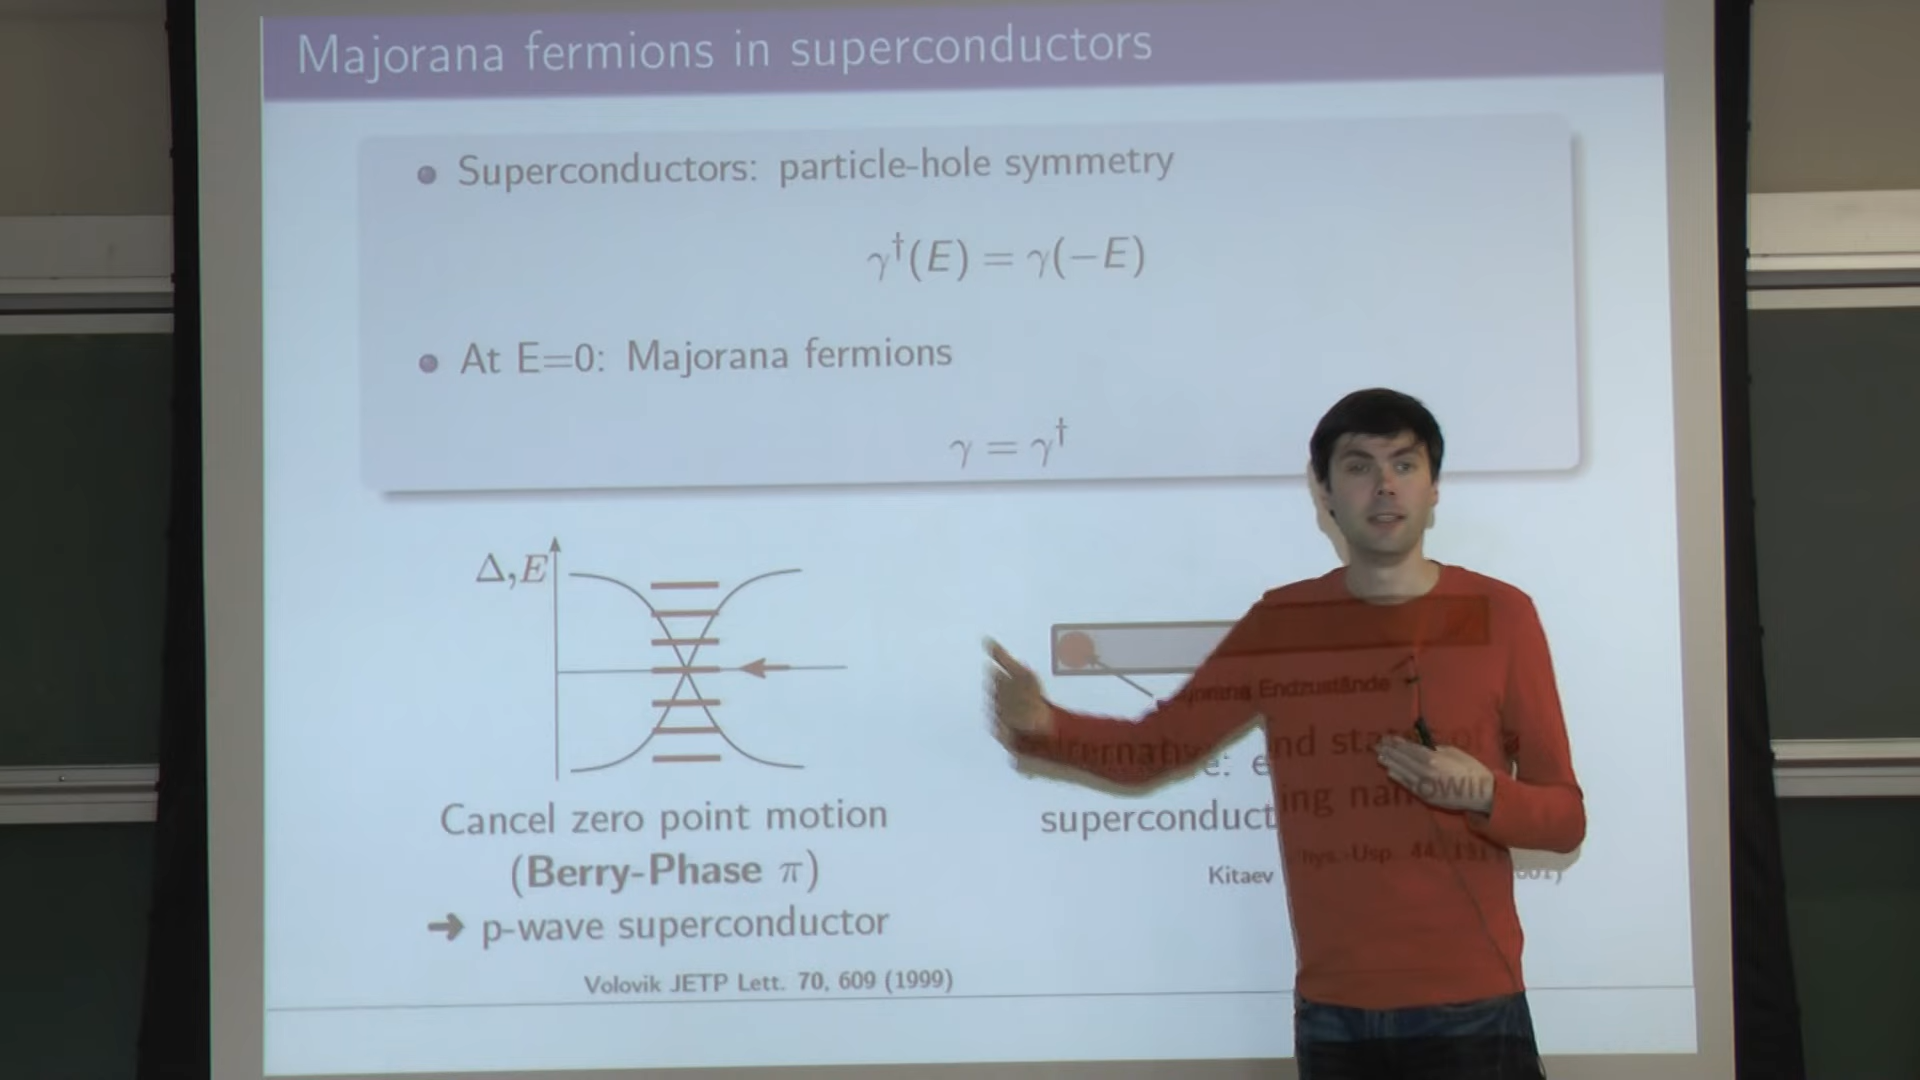 Majorana fermions in superconductors
Superconductors: particle-hole symmetry
γ†(E) = γ(−E)
At E=0: Majorana fermions
γ = γ†
Δ,E
Cancel zero point motion
(Berry-Phase π)
➜ p-wave superconductor
Volovik JETP Lett. 70, 609 (1999)
Endzustände
Alternative: end states of a
superconducting nanowire
Kitaev Phys.-Usp. 44, 131